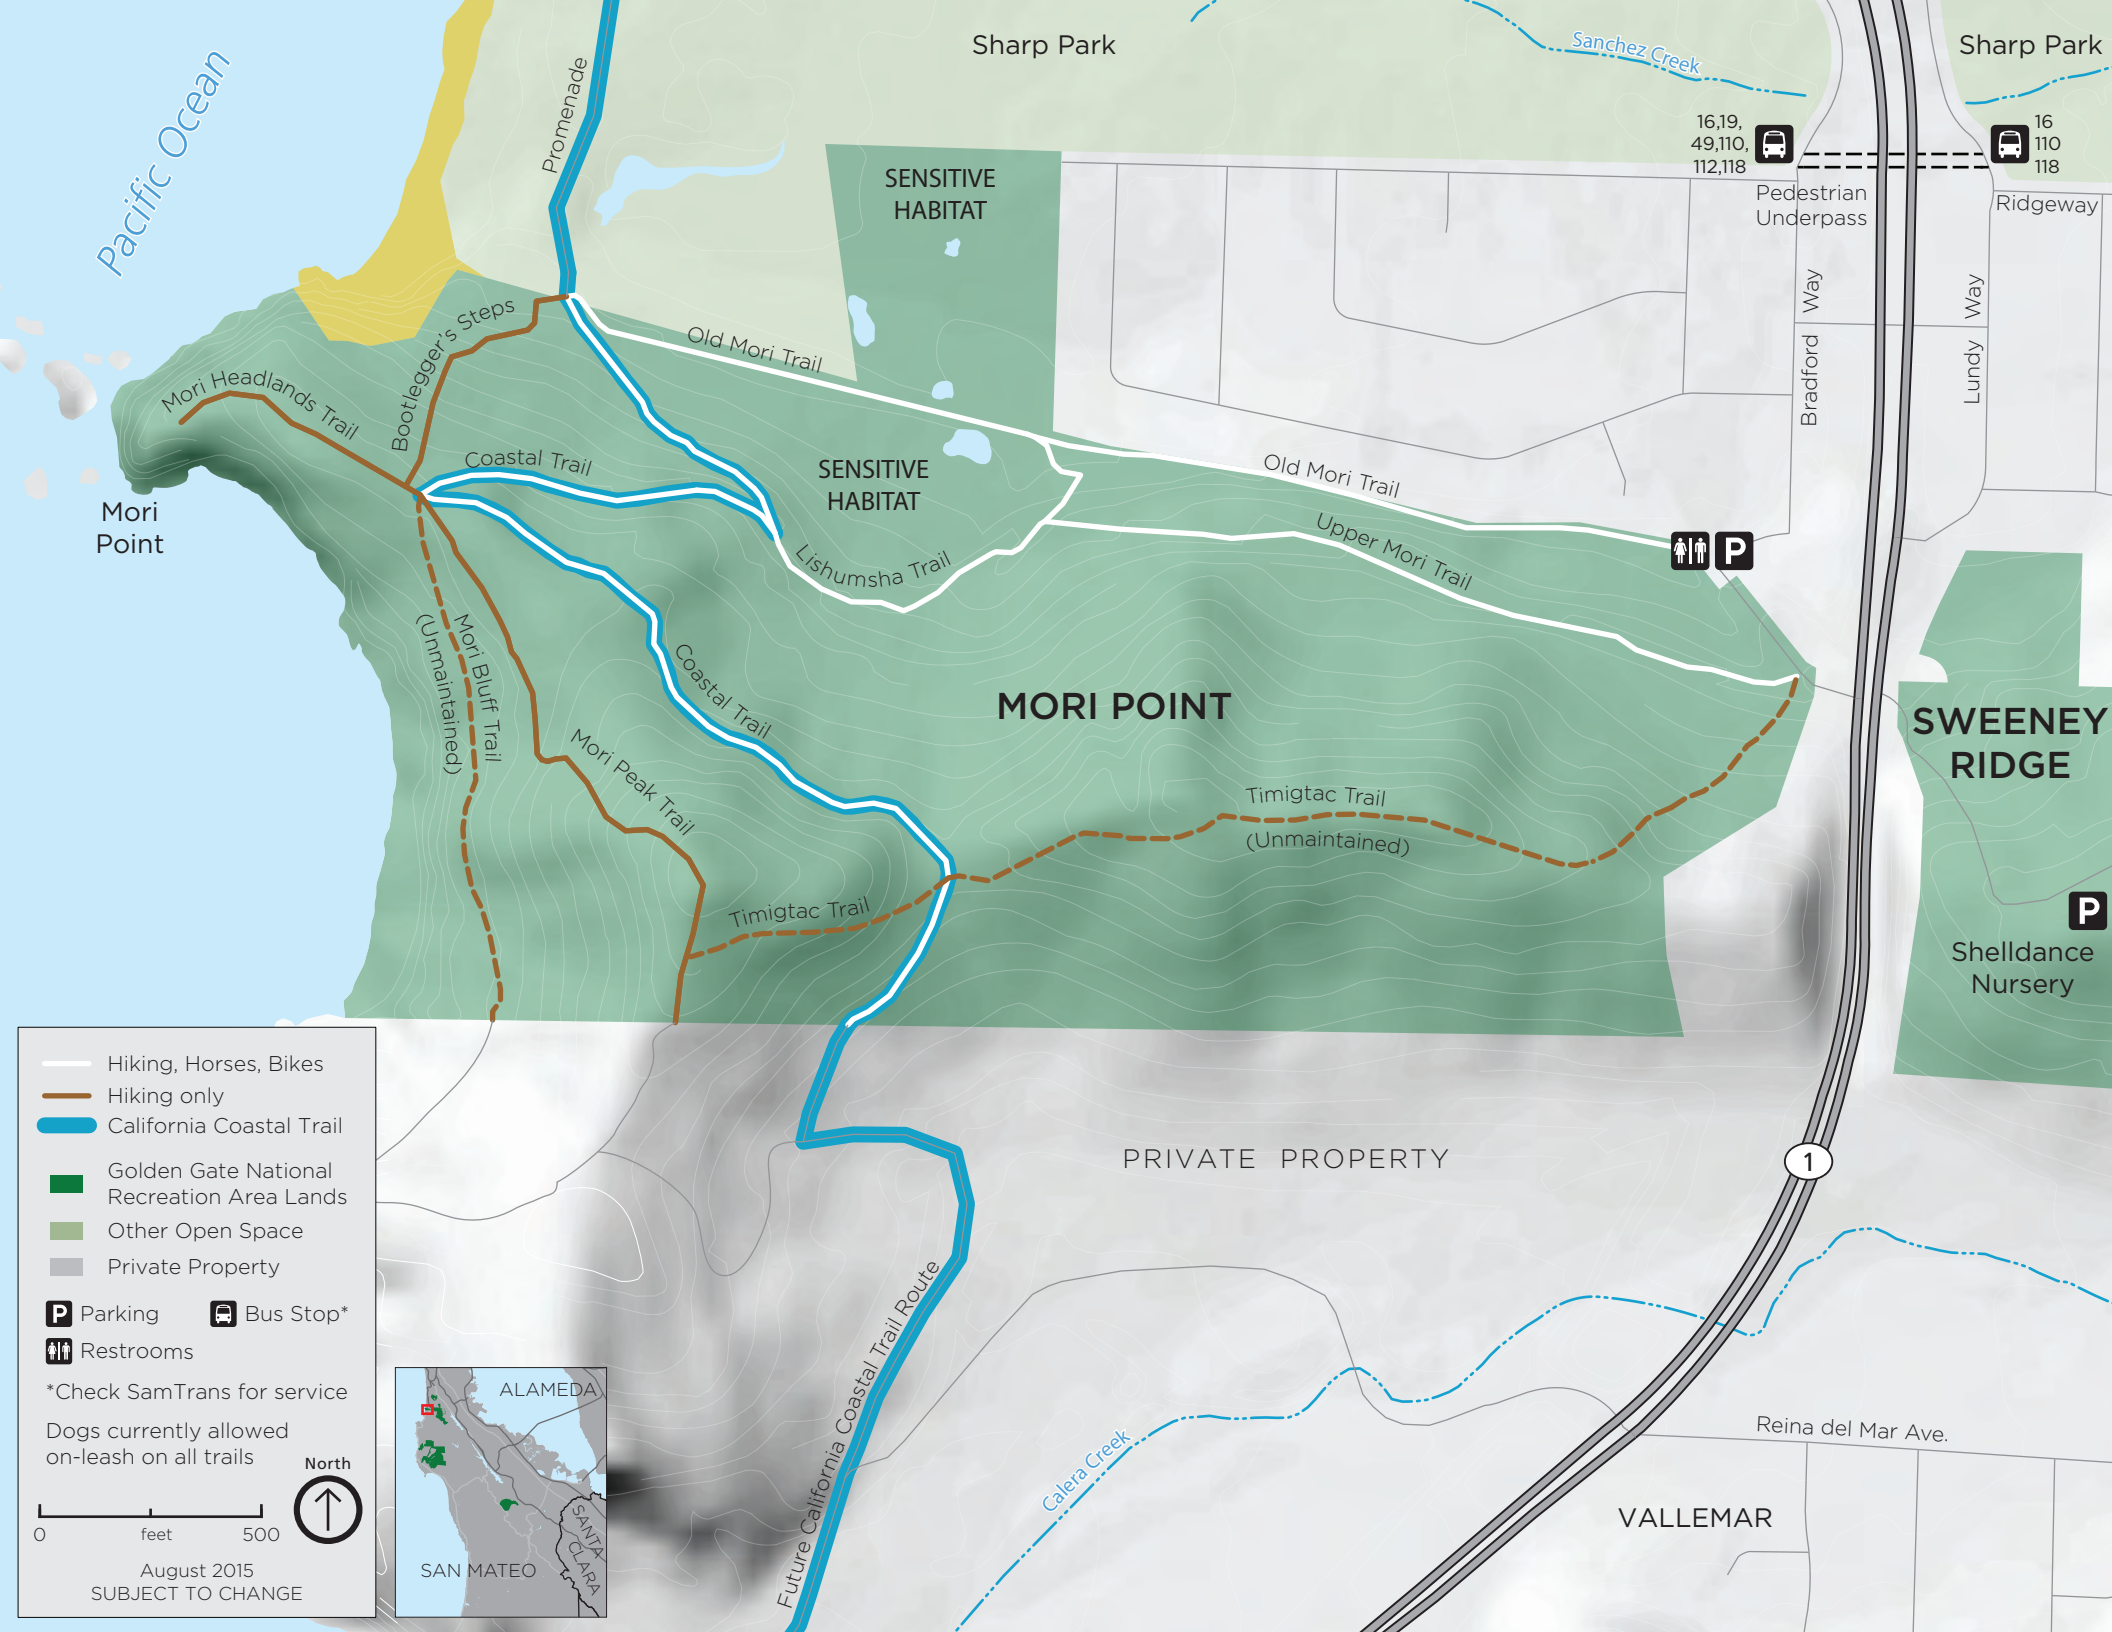 Pacific Ocean
Promenade
Sharp Park
Sanchez Creek
Sharp Park
16,19,
49,110,
112,118
16
110
118
Pedestrian
Underpass
Ridgeway
SENSITIVE
HABITAT
Bradford Way
Lundy Way
Bootlegger's Steps
Old Mori Trail
Mori Headlands Trail
Coastal Trail
SENSITIVE
HABITAT
Old Mori Trail
Upper Mori Trail
P
Mori
Point
Lishumsha Trail
Mori Bluff Trail
(Unmaintained)
Coastal Trail
MORI POINT
SWEENEY
RIDGE
Mori Peak Trail
Timigtac Trail
(Unmaintained)
Timigtac Trail
P
Shelldance
Nursery
PRIVATE PROPERTY
1
Future California Coastal Trail Route
Calera Creek
Reina del Mar Ave.
VALLEMAR
Hiking, Horses, Bikes
Hiking only
California Coastal Trail
Golden Gate National
Recreation Area Lands
Other Open Space
Private Property
P Parking
Bus Stop*
Restrooms
*Check SamTrans for service
Dogs currently allowed
on-leash on all trails
North
0 feet 500
August 2015
SUBJECT TO CHANGE
ALAMEDA
SAN MATEO
SANTA
CLARA